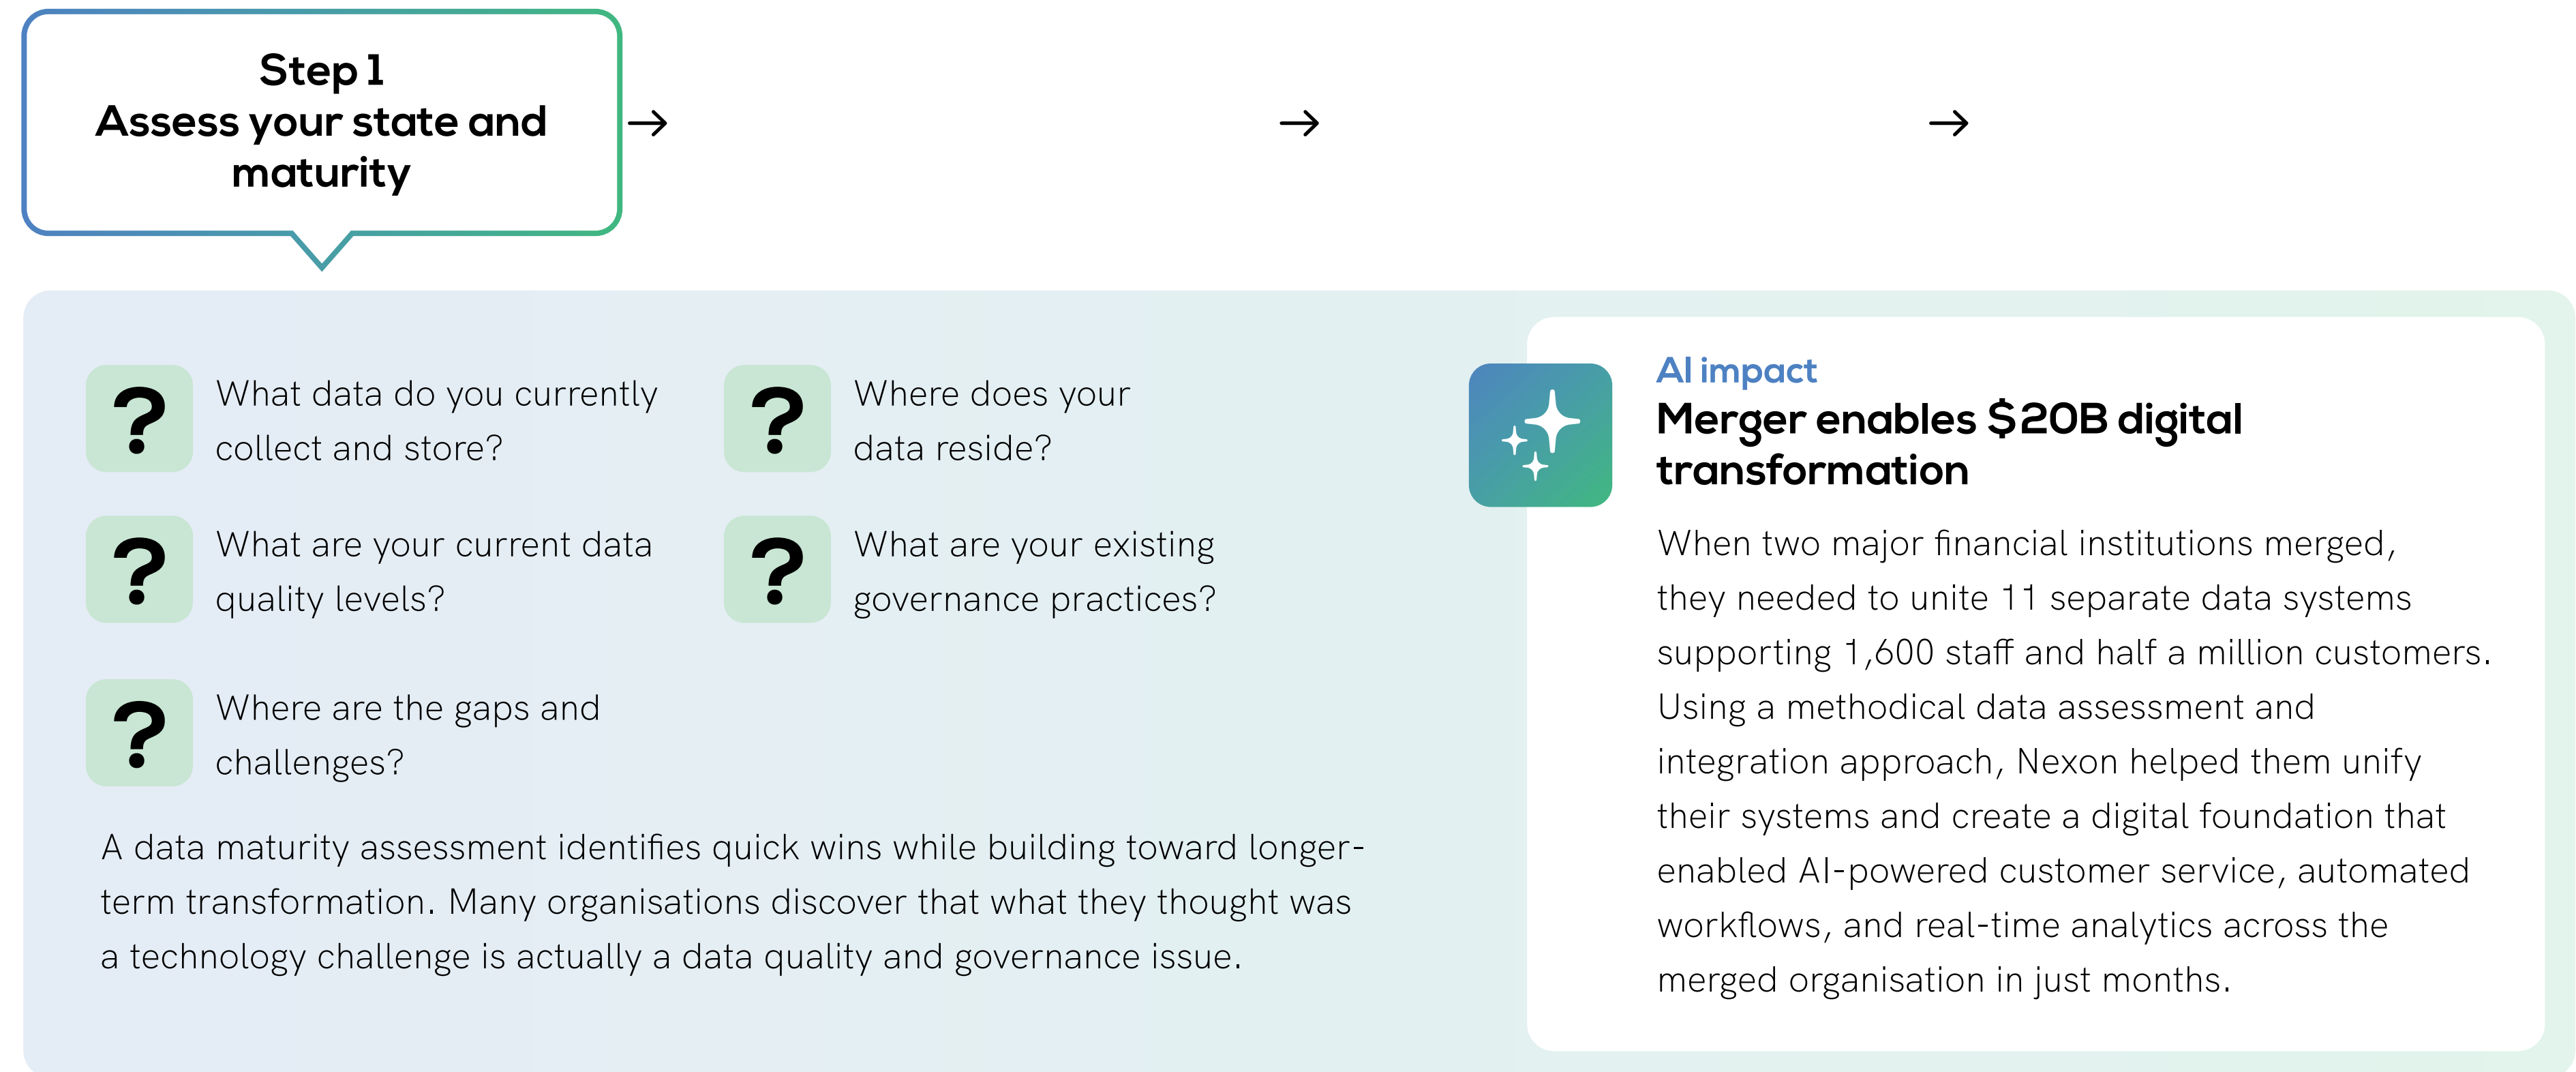 Step 1
Assess your state and
maturity
→
→
→
?
What data do you currently
collect and store?
?
Where does your
data reside?
?
What are your current data
quality levels?
?
What are your existing
governance practices?
?
Where are the gaps and
challenges?
A data maturity assessment identifies quick wins while building toward longer-
term transformation. Many organisations discover that what they thought was
a technology challenge is actually a data quality and governance issue.
AI impact
Merger enables $20B digital
transformation
When two major financial institutions merged,
they needed to unite 11 separate data systems
supporting 1,600 staff and half a million customers.
Using a methodical data assessment and
integration approach, Nexon helped them unify
their systems and create a digital foundation that
enabled AI-powered customer service, automated
workflows, and real-time analytics across the
merged organisation in just months.